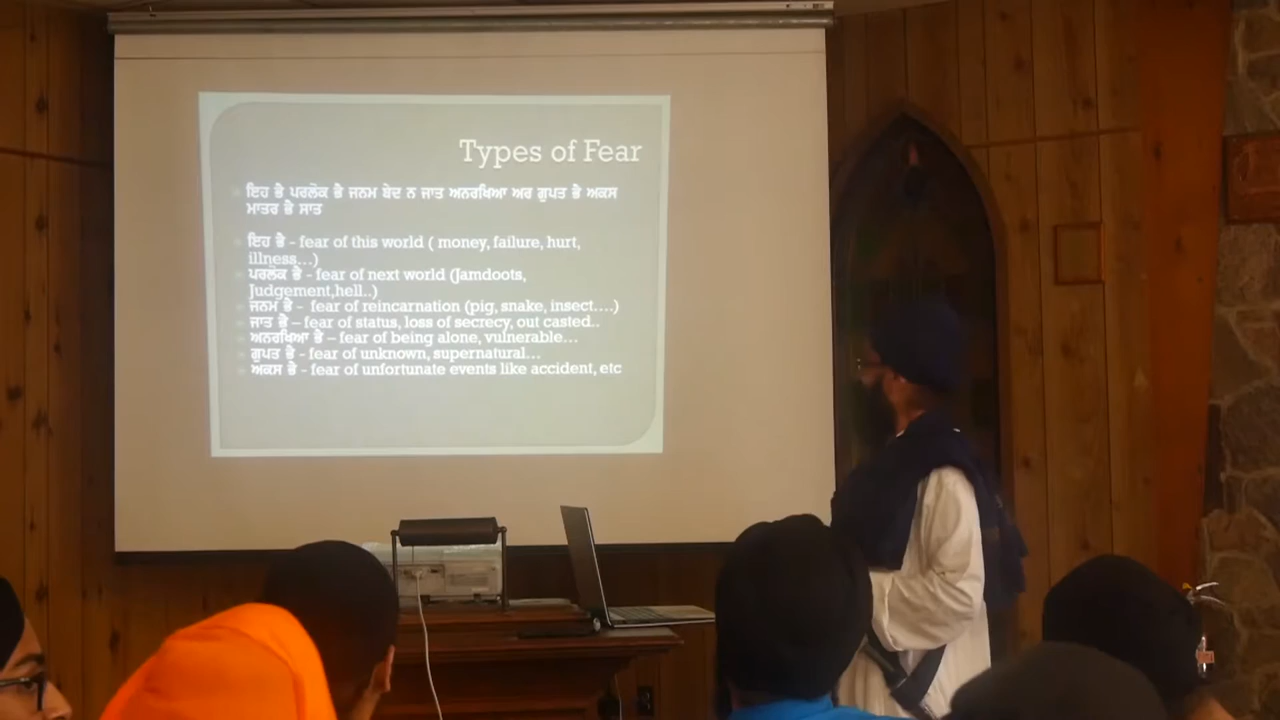 Types of Fear
ਇਹ ਭੈ ਪਰਲੋਕ ਭੈ ਜਨਮ ਬੇਦ ਨ ਜਾਤ ਅਨਰਖਿਆ ਅਰ ਗੁਪਤ ਭੈ ਅਕਸ
ਮਾਤਰ ਭੈ ਸਾਤ
ਇਹ ਭੈ - fear of this world ( money, failure, hurt,
illness...)
ਪਰਲੋਕ ਭੈ - fear of next world (Jamdoots,
Judgement,hell..)
ਜਨਮ ਭੈ - fear of reincarnation (pig, snake, insect....)
ਜਾਤ ਭੈ – fear of status, loss of secrecy, out casted..
ਅਨਰਖਿਆ ਭੈ – fear of being alone, vulnerable...
ਗੁਪਤ ਭੈ - fear of unknown, supernatural...
ਅਕਸ ਭੈ - fear of unfortunate events like accident, etc